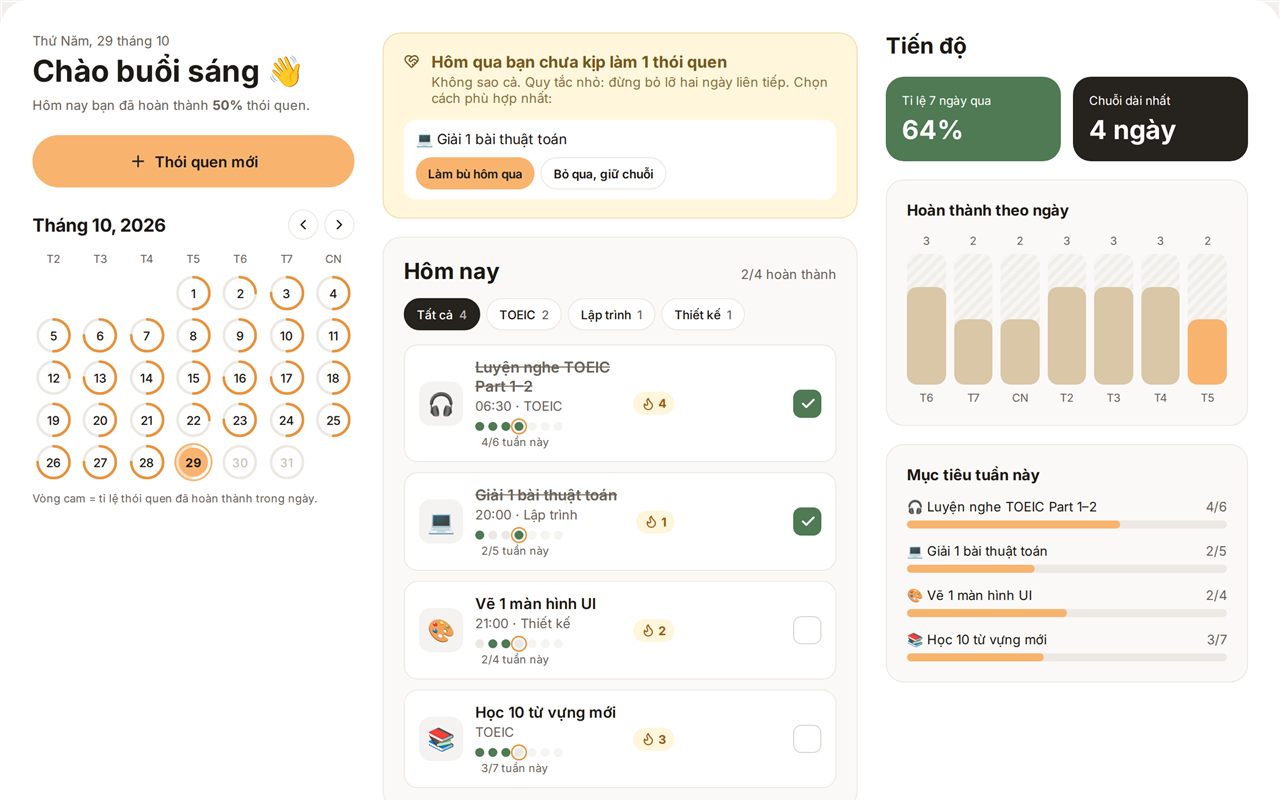 Thứ Năm, 29 tháng 10
Chào buổi sáng 👋
Hôm nay bạn đã hoàn thành 50% thói quen.
+ Thói quen mới
Tháng 10, 2026
T2 T3 T4 T5 T6 T7 CN
1 2 3 4
5 6 7 8 9 10 11
12 13 14 15 16 17 18
19 20 21 22 23 24 25
26 27 28 29 30 31
Vòng cam = tỉ lệ thói quen đã hoàn thành trong ngày.
Hôm qua bạn chưa kịp làm 1 thói quen
Không sao cả. Quy tắc nhỏ: đừng bỏ lỡ hai ngày liên tiếp. Chọn
cách phù hợp nhất:
💻 Giải 1 bài thuật toán
Làm bù hôm qua
Bỏ qua, giữ chuỗi
Hôm nay
2/4 hoàn thành
Tất cả 4
TOEIC 2
Lập trình 1
Thiết kế 1
Luyện nghe TOEIC
Part 1–2
06:30 · TOEIC
4/6 tuần này
4
Giải 1 bài thuật toán
20:00 · Lập trình
2/5 tuần này
1
Vẽ 1 màn hình UI
21:00 · Thiết kế
2/4 tuần này
2
Học 10 từ vựng mới
TOEIC
3/7 tuần này
3
Tiến độ
Tỉ lệ 7 ngày qua
64%
Chuỗi dài nhất
4 ngày
Hoàn thành theo ngày
3 2 2 3 3 3 2
T6 T7 CN T2 T3 T4 T5
Mục tiêu tuần này
🎧 Luyện nghe TOEIC Part 1–2 4/6
💻 Giải 1 bài thuật toán 2/5
🎨 Vẽ 1 màn hình UI 2/4
📚 Học 10 từ vựng mới 3/7